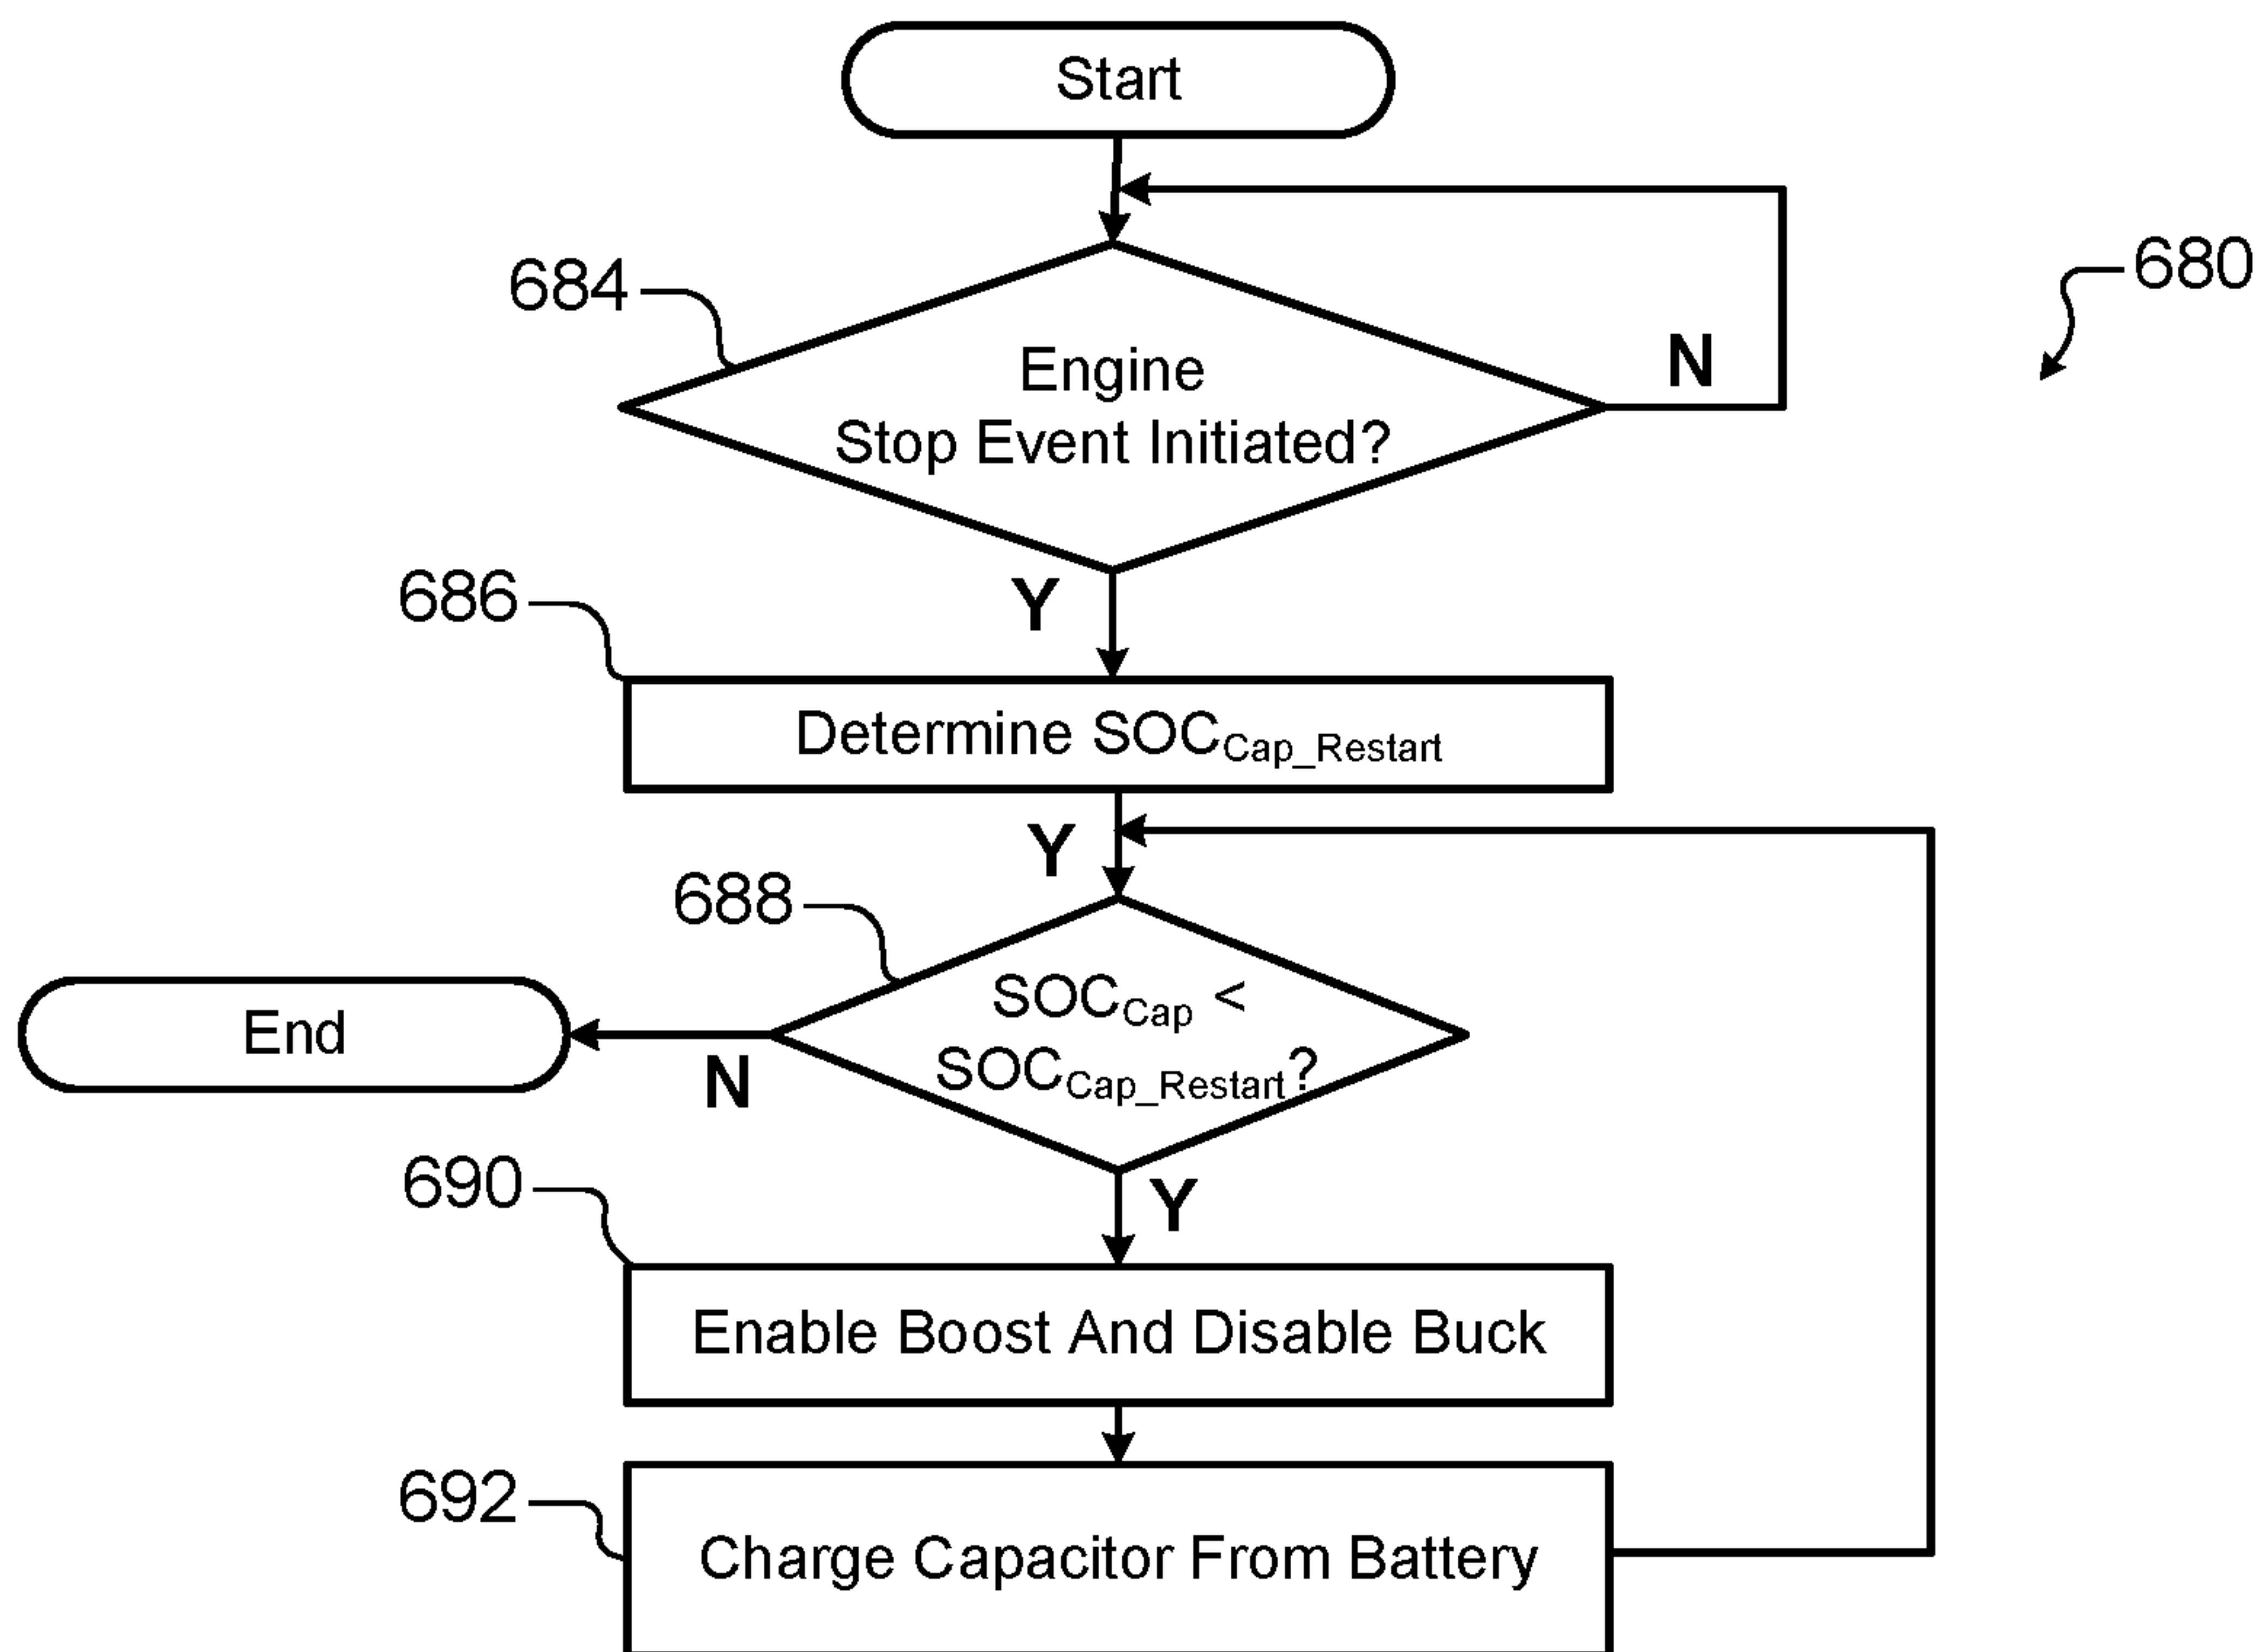 Start
680
684
Engine
Stop Event Initiated?
N
Y
686
Determine SOCCap_Restart
Y
688
SOCCap <
SOCCap_Restart?
End
N
Y
690
Enable Boost And Disable Buck
692
Charge Capacitor From Battery